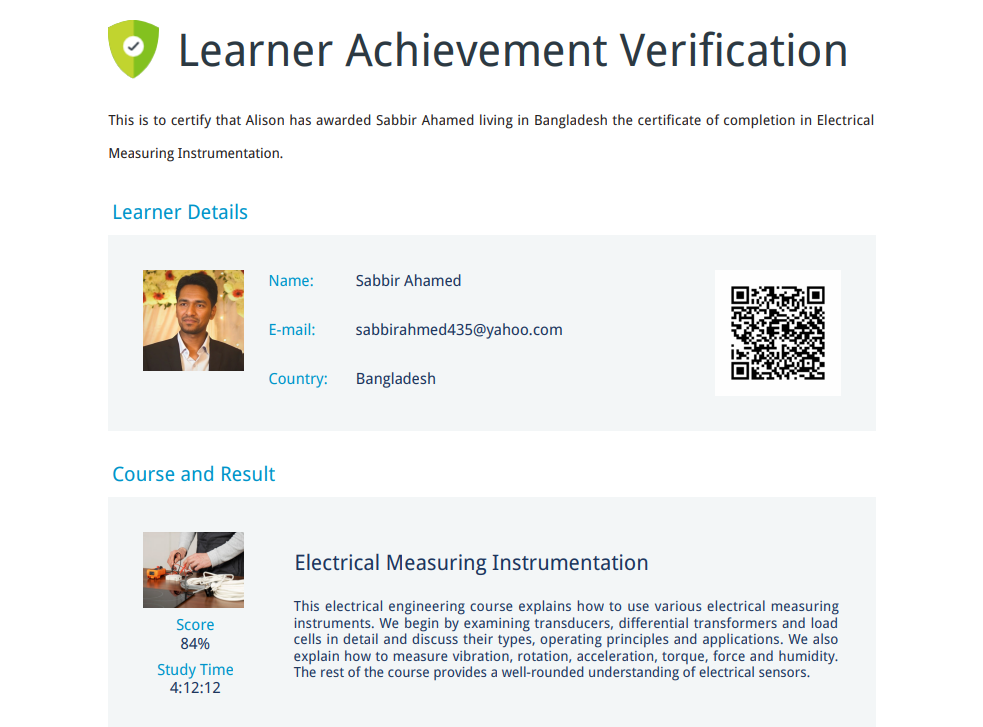 Learner Achievement Verification
This is to certify that Alison has awarded Sabbir Ahamed living in Bangladesh the certificate of completion in Electrical
Measuring Instrumentation.
Learner Details
Name: Sabbir Ahamed
E-mail: sabbirahmed435@yahoo.com
Country: Bangladesh
Course and Result
Electrical Measuring Instrumentation
This electrical engineering course explains how to use various electrical measuring
instruments. We begin by examining transducers, differential transformers and load
cells in detail and discuss their types, operating principles and applications. We also
explain how to measure vibration, rotation, acceleration, torque, force and humidity.
The rest of the course provides a well-rounded understanding of electrical sensors.
Score
84%
Study Time
4:12:12